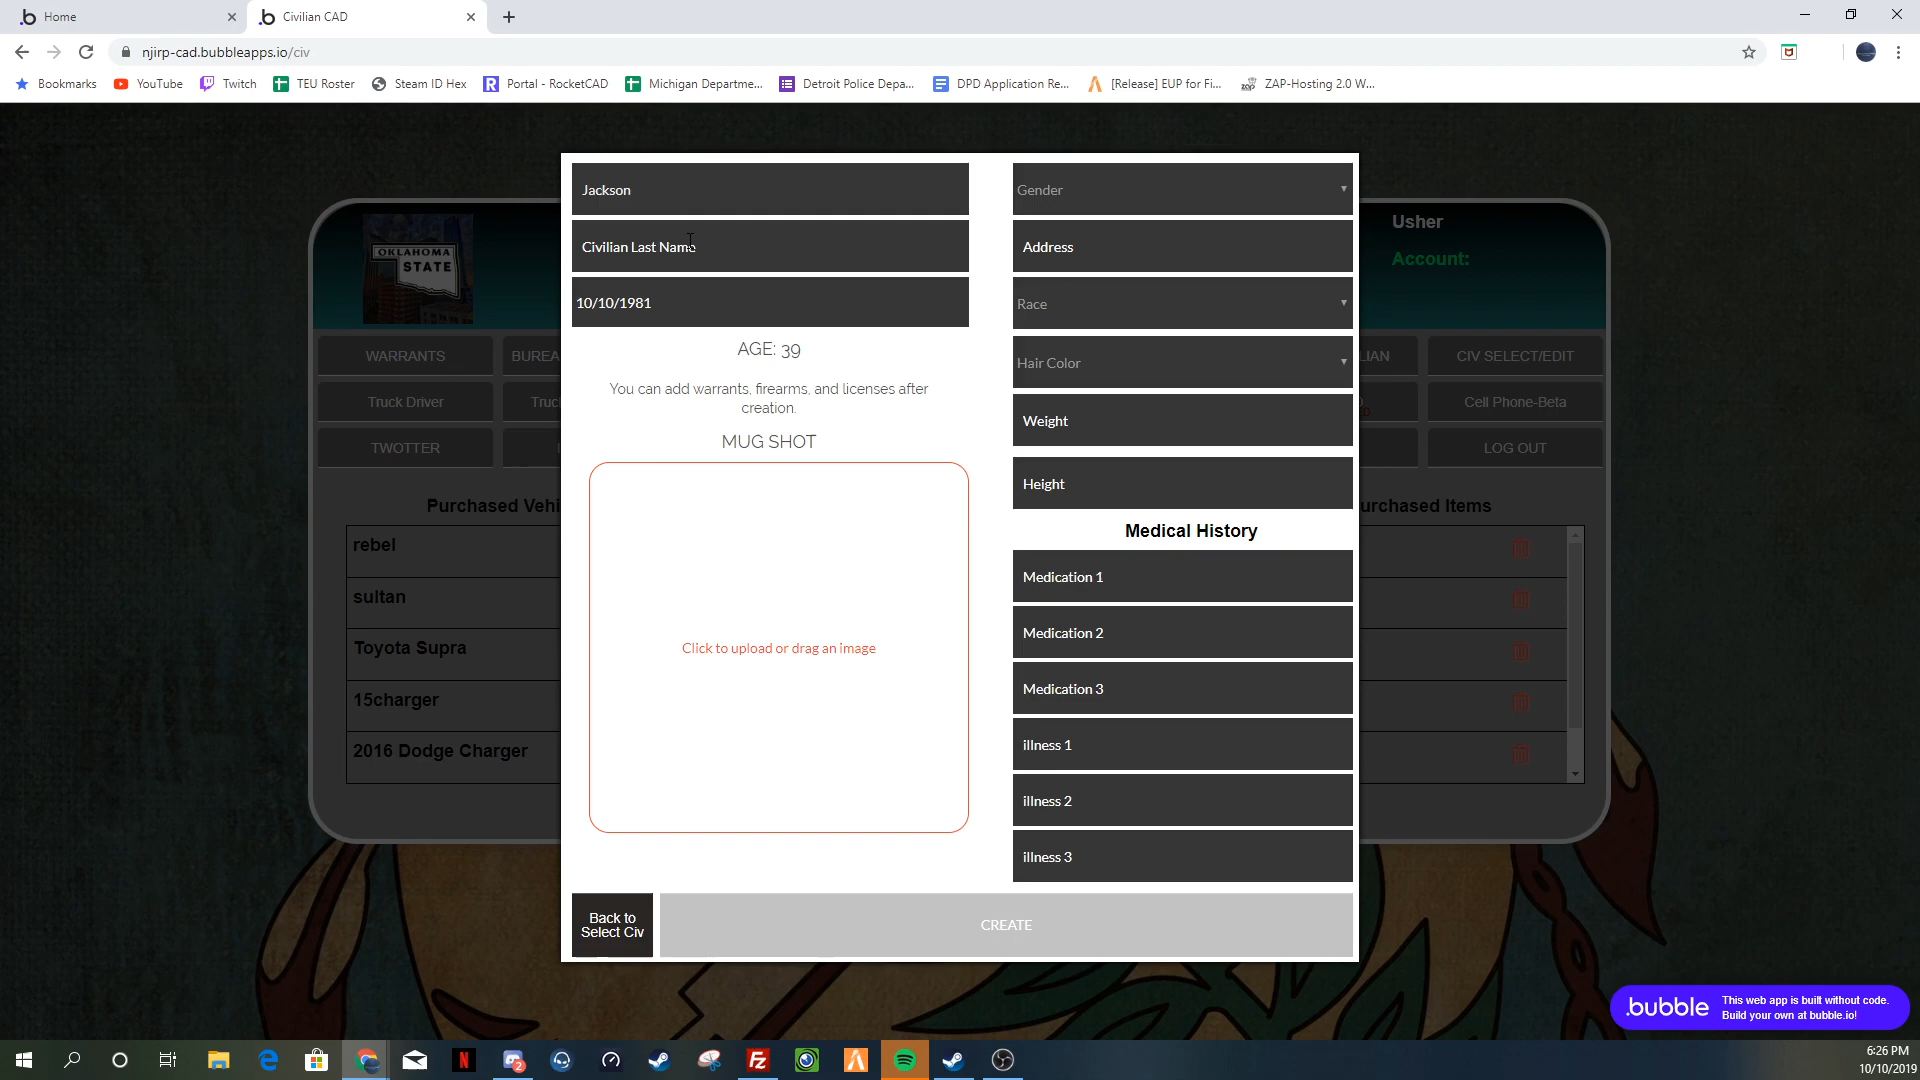 Home
Civilian CAD
njirp-cad.bubbleapps.io/civ
Bookmarks
YouTube
Twitch
TEU Roster
Steam ID Hex
Portal - RocketCAD
Michigan Departme...
Detroit Police Depa...
DPD Application Re...
[Release] EUP for Fi...
ZAP-Hosting 2.0 W...
OKLAHOMA
STATE
Usher
Account:
WARRANTS
BUREA
LIAN
CIV SELECT/EDIT
Truck Driver
Truc
Cell Phone-Beta
TWOTTER
LOG OUT
Purchased Vehi
urchased Items
rebel
sultan
Toyota Supra
15charger
2016 Dodge Charger
Jackson
Civilian Last Name
10/10/1981
AGE: 39
You can add warrants, firearms, and licenses after
creation.
MUG SHOT
Click to upload or drag an image
Gender
Address
Race
Hair Color
Weight
Height
Medical History
Medication 1
Medication 2
Medication 3
illness 1
illness 2
illness 3
Back to
Select Civ
CREATE
.bubble
This web app is built without code.
Build your own at bubble.io!
6:26 PM
10/10/2019